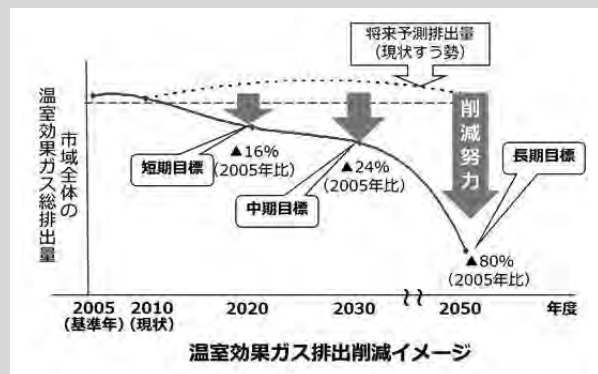 将来予測排出量
(現状すう勢)
市域全体の
温室効果ガス総排出量
削減努力
短期目標
▲16%
(2005年比)
中期目標
▲24%
(2005年比)
長期目標
▲80%
(2005年比)
2005
(基準年)
2010
(現状)
2020
2030
2050
年度
温室効果ガス排出削減イメージ